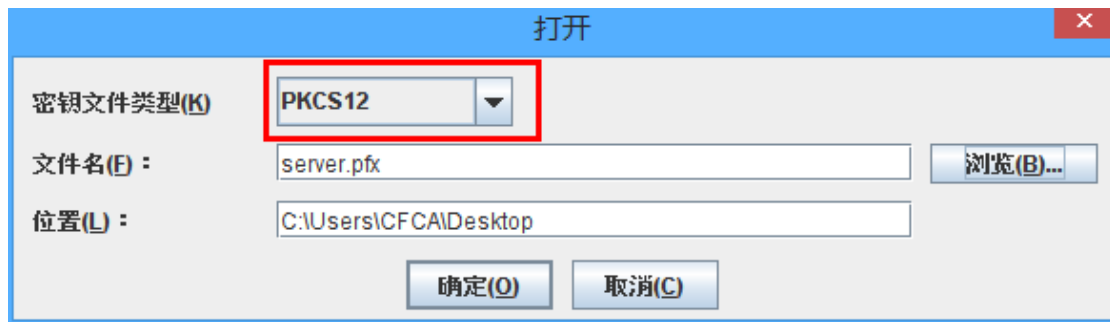 打开
密钥文件类型(K) PKCS12
文件名(F)： server.pfx 浏览(B)...
位置(L)： C:\Users\CFCA\Desktop
确定(O) 取消(C)